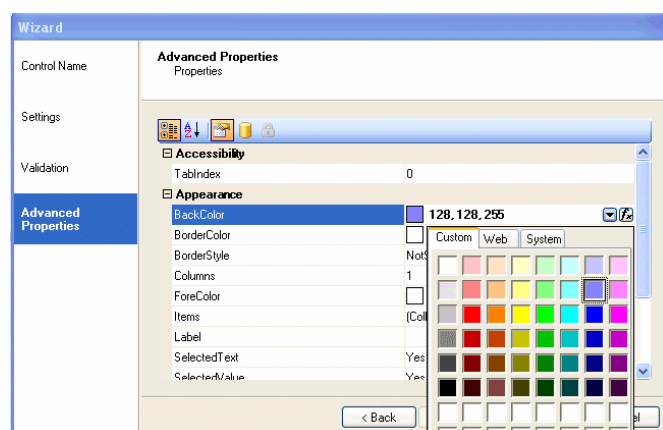 Wizard
Control Name
Settings
Validation
Advanced
Properties
Advanced Properties
Properties
Accessibility
TabIndex 0
Appearance
BackColor 128, 128, 255
BorderColor
BorderStyle
Columns 1
ForeColor
Items
Label
SelectedText Yes
SelectedValue Yes
Custom Web System
< Back